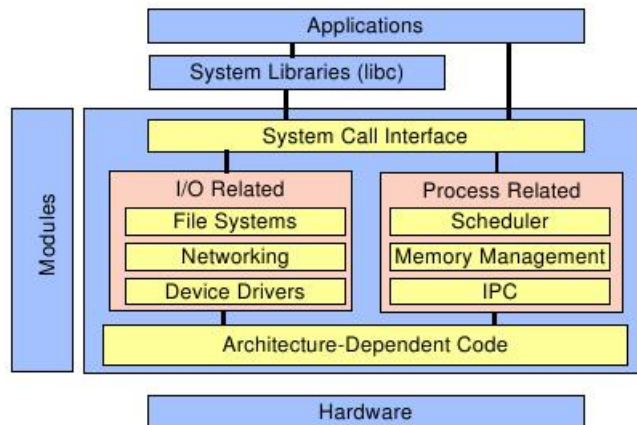 Applications
System Libraries (libc)
Modules
System Call Interface
I/O Related
File Systems
Networking
Device Drivers
Process Related
Scheduler
Memory Management
IPC
Architecture-Dependent Code
Hardware